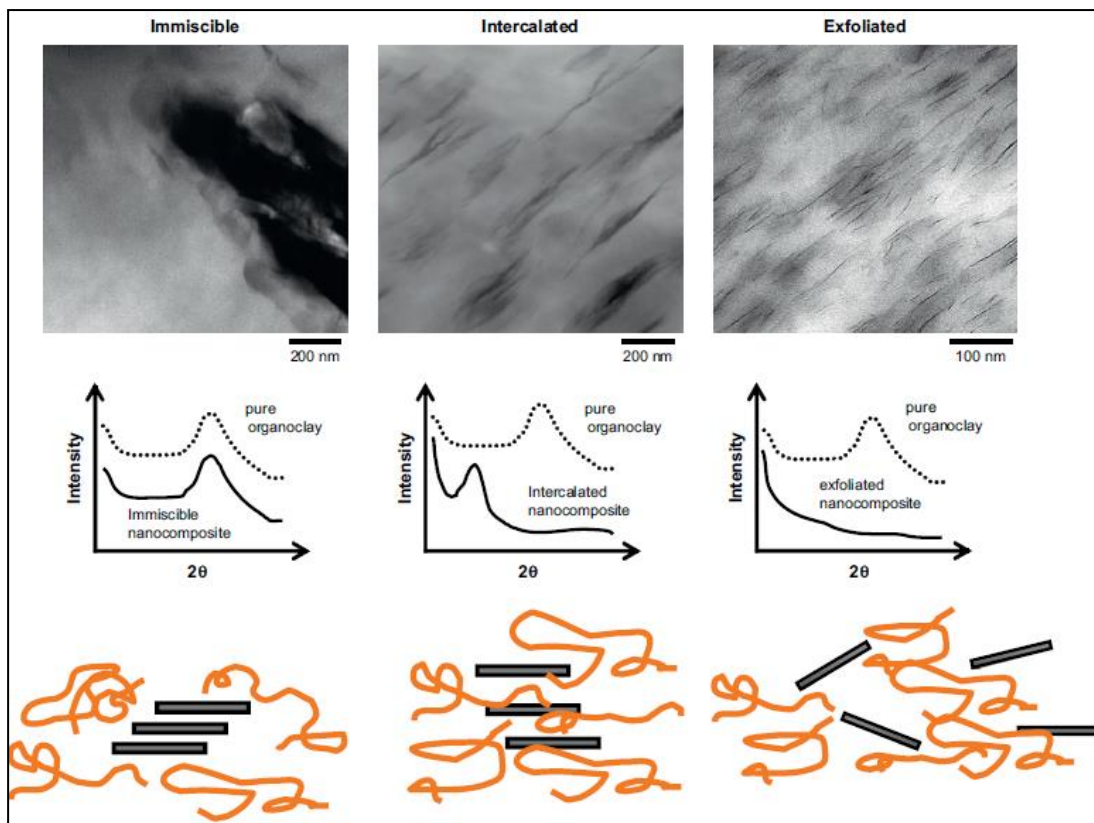 Immiscible
Intercalated
Exfoliated
200 nm
200 nm
100 nm
Intensity
pure
organoclay
Immiscible
nanocomposite
2θ
Intensity
pure
organoclay
Intercalated
nanocomposite
2θ
Intensity
pure
organoclay
exfoliated
nanocomposite
2θ